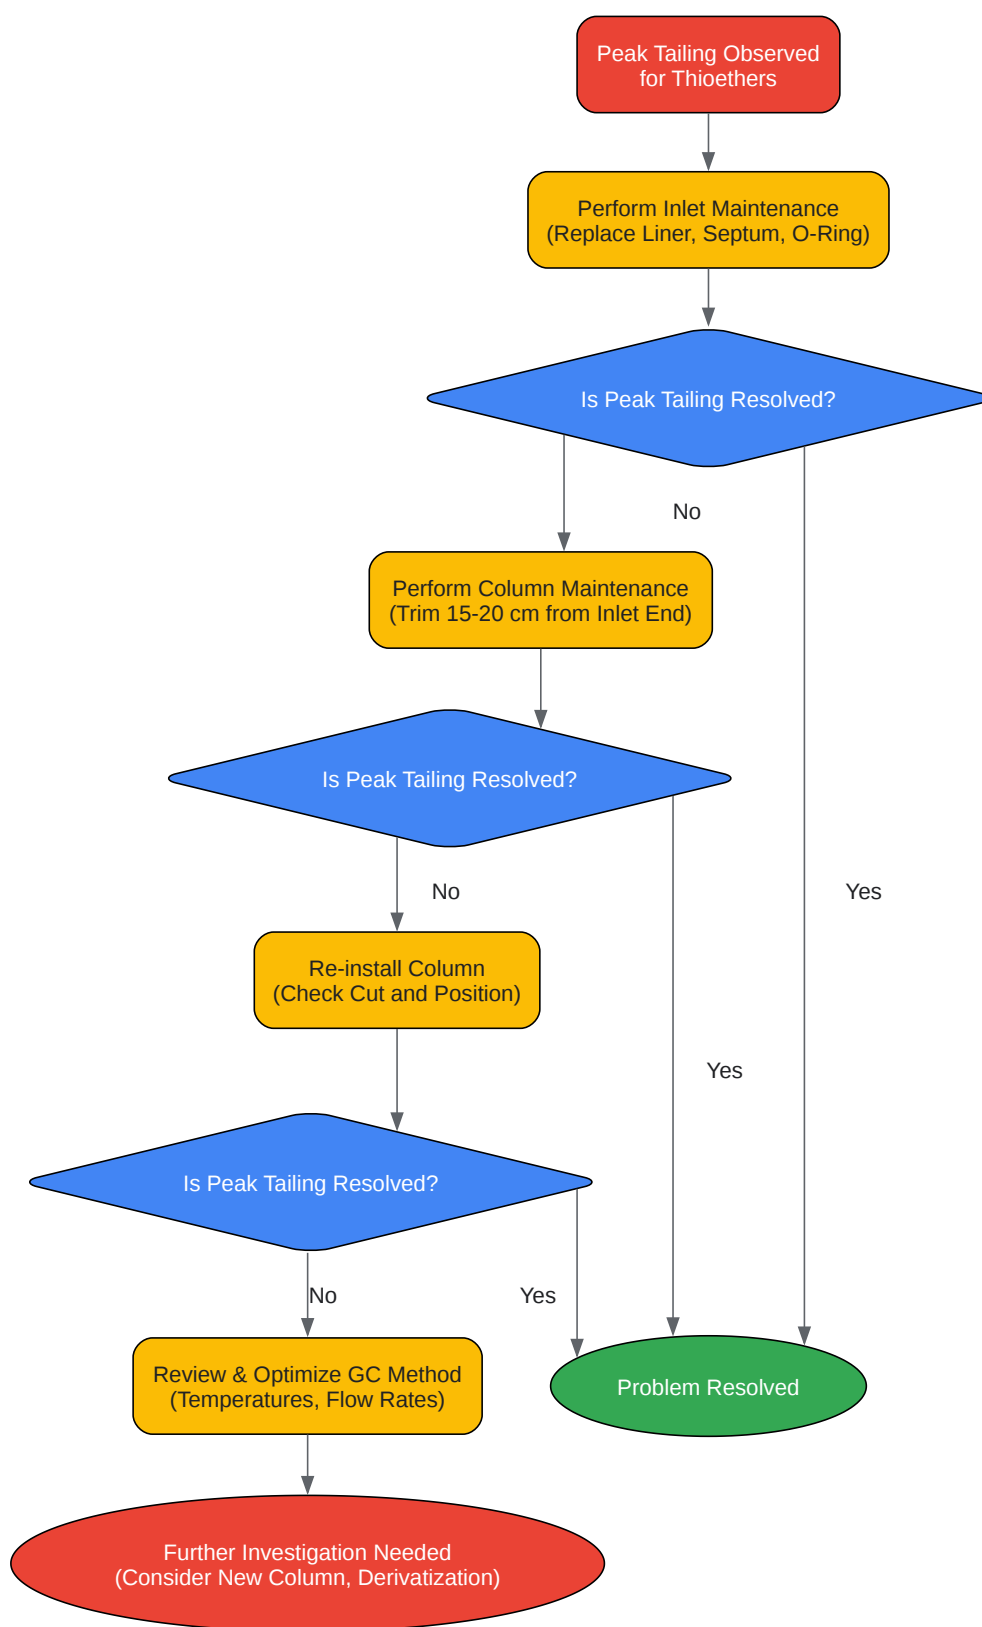 Peak Tailing Observed
for Thioethers
Perform Inlet Maintenance
(Replace Liner, Septum, O-Ring)
Is Peak Tailing Resolved?
No
Perform Column Maintenance
(Trim 15-20 cm from Inlet End)
Is Peak Tailing Resolved?
No
Yes
Re-install Column
(Check Cut and Position)
Yes
Is Peak Tailing Resolved?
No
Yes
Review & Optimize GC Method
(Temperatures, Flow Rates)
Problem Resolved
Further Investigation Needed
(Consider New Column, Derivatization)